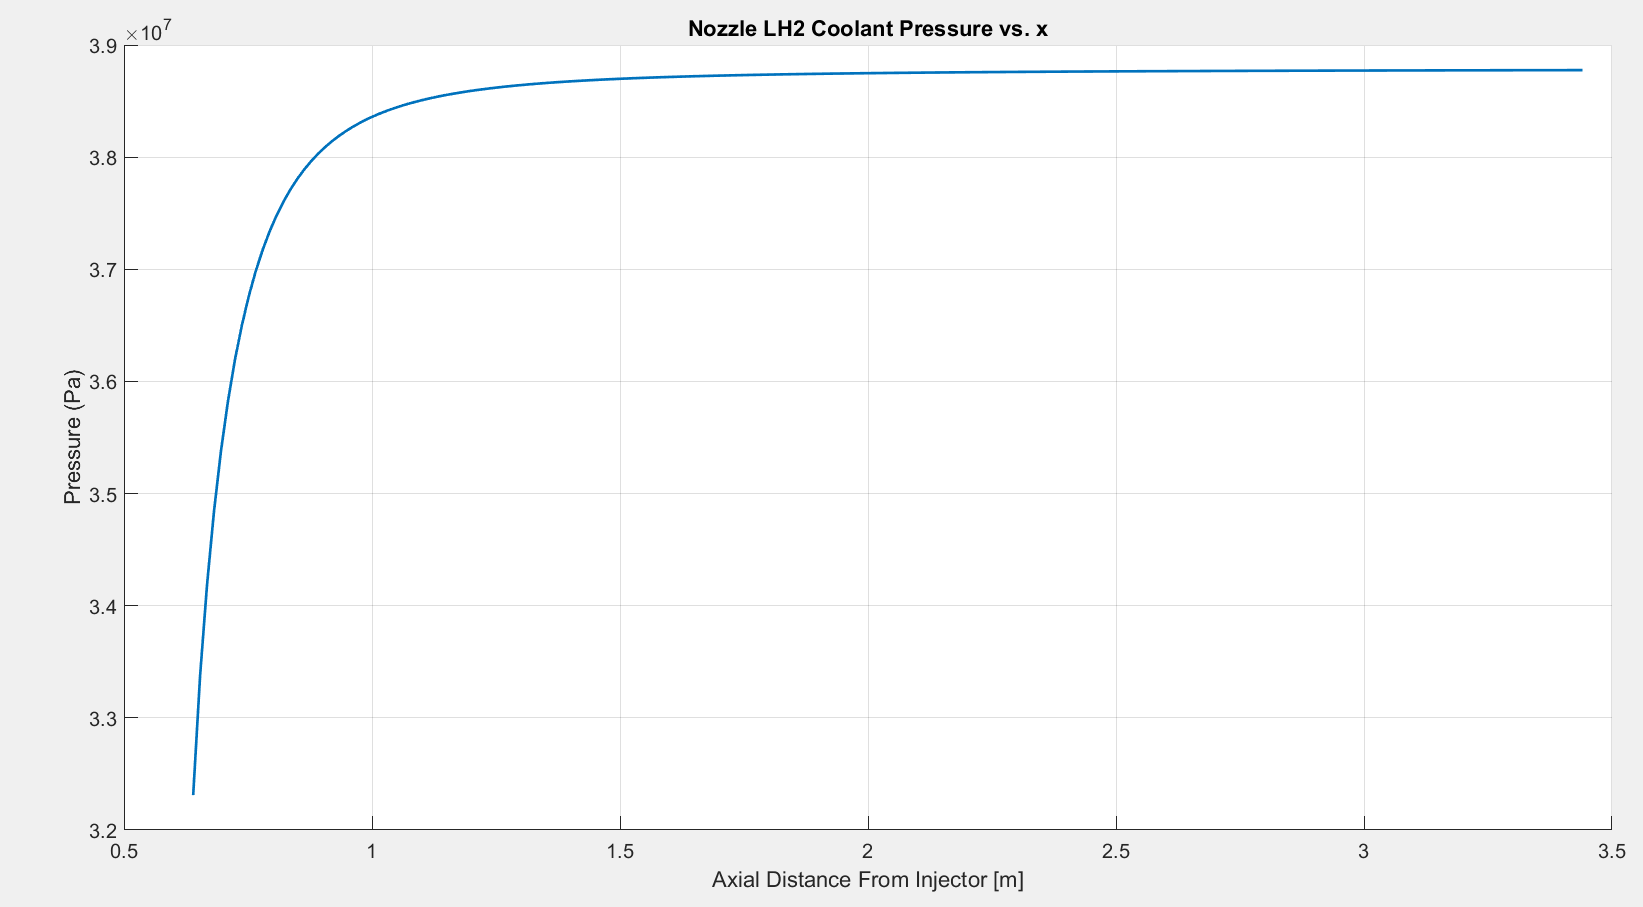 Nozzle LH2 Coolant Pressure vs. x
×10^7
3.9
3.8
3.7
3.6
3.5
3.4
3.3
3.2
Pressure (Pa)
0.5 1 1.5 2 2.5 3 3.5
Axial Distance From Injector [m]